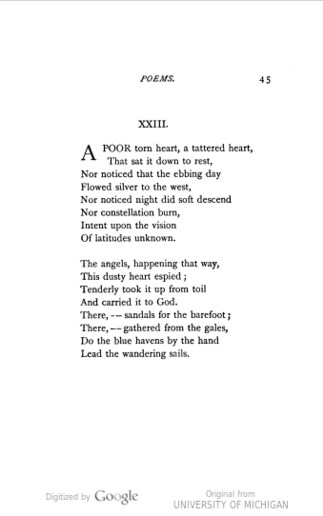 POEMS. 45
XXIII.
A POOR torn heart, a tattered heart,
That sat it down to rest,
Nor noticed that the ebbing day
Flowed silver to the west,
Nor noticed night did soft descend
Nor constellation burn,
Intent upon the vision
Of latitudes unknown.
The angels, happening that way,
This dusty heart espied;
Tenderly took it up from toil
And carried it to God.
There, — sandals for the barefoot;
There, — gathered from the gales,
Do the blue havens by the hand
Lead the wandering sails.
Digitized by Google
Original from
UNIVERSITY OF MICHIGAN